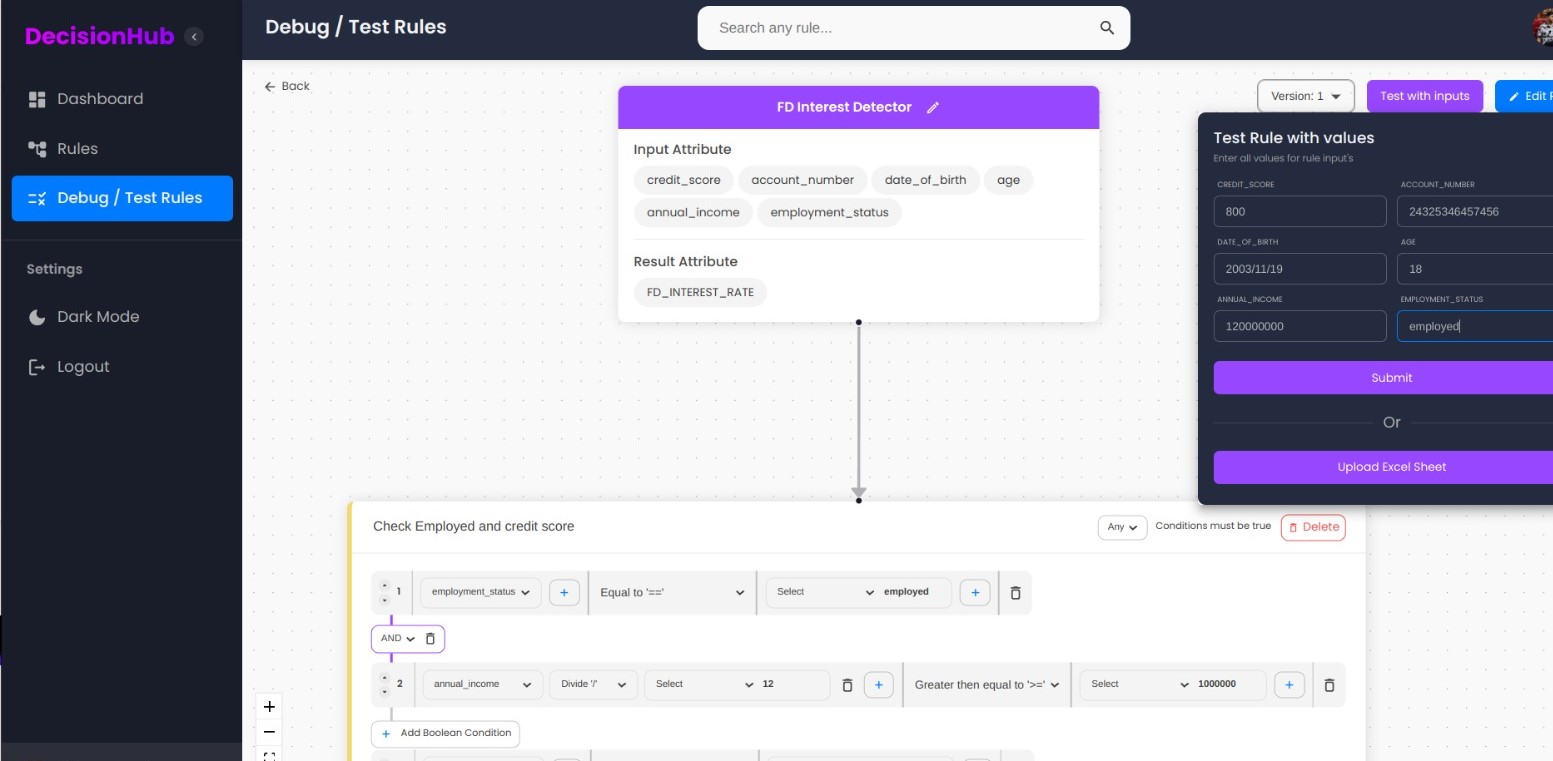 DecisionHub
Debug / Test Rules
Search any rule...
Dashboard
Rules
Debug / Test Rules
Settings
Dark Mode
Logout
Back
Version: 1
Test with inputs
Edit
FD Interest Detector
Input Attribute
credit_score
account_number
date_of_birth
age
annual_income
employment_status
Result Attribute
FD_INTEREST_RATE
Test Rule with values
Enter all values for rule input's
CREDIT_SCORE
ACCOUNT_NUMBER
800
24325346457456
DATE_OF_BIRTH
AGE
2003/11/19
18
ANNUAL_INCOME
EMPLOYMENT_STATUS
120000000
employed
Submit
Or
Upload Excel Sheet
Check Employed and credit score
Any
Conditions must be true
Delete
1
employment_status
+
Equal to '=='
Select
employed
+
AND
2
annual_income
Divide '/'
Select
12
+
Greater then equal to '>='
Select
1000000
+
+ Add Boolean Condition